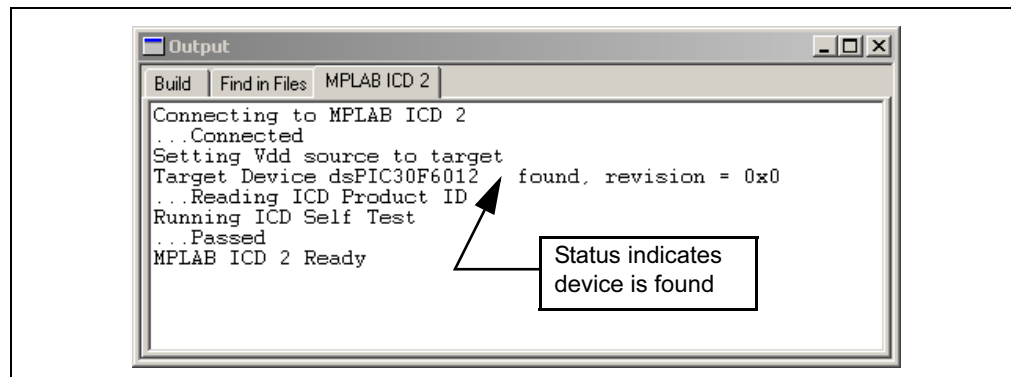 Output
Build Find in Files MPLAB ICD 2
Connecting to MPLAB ICD 2
...Connected
Setting Vdd source to target
Target Device dsPIC30F6012 found, revision = 0x0
...Reading ICD Product ID
Running ICD Self Test
...Passed
MPLAB ICD 2 Ready
Status indicates
device is found